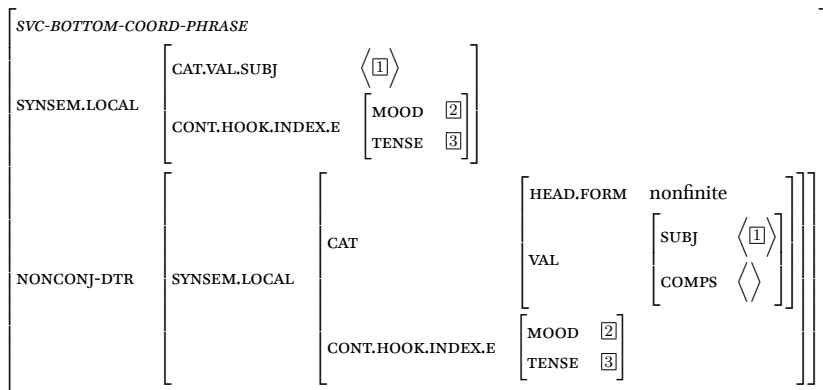 SVC-BOTTOM-COORD-PHRASE
CAT.VAL.SUBJ ⟨[1]⟩
SYNSEM.LOCAL
CONT.HOOK.INDEX.E [MOOD [2]
TENSE [3]]
HEAD.FORM nonfinite
CAT
VAL [SUBJ ⟨[1]⟩
COMPS ⟨⟩]
NONCONJ-DTR [SYNSEM.LOCAL
CONT.HOOK.INDEX.E [MOOD [2]
TENSE [3]]